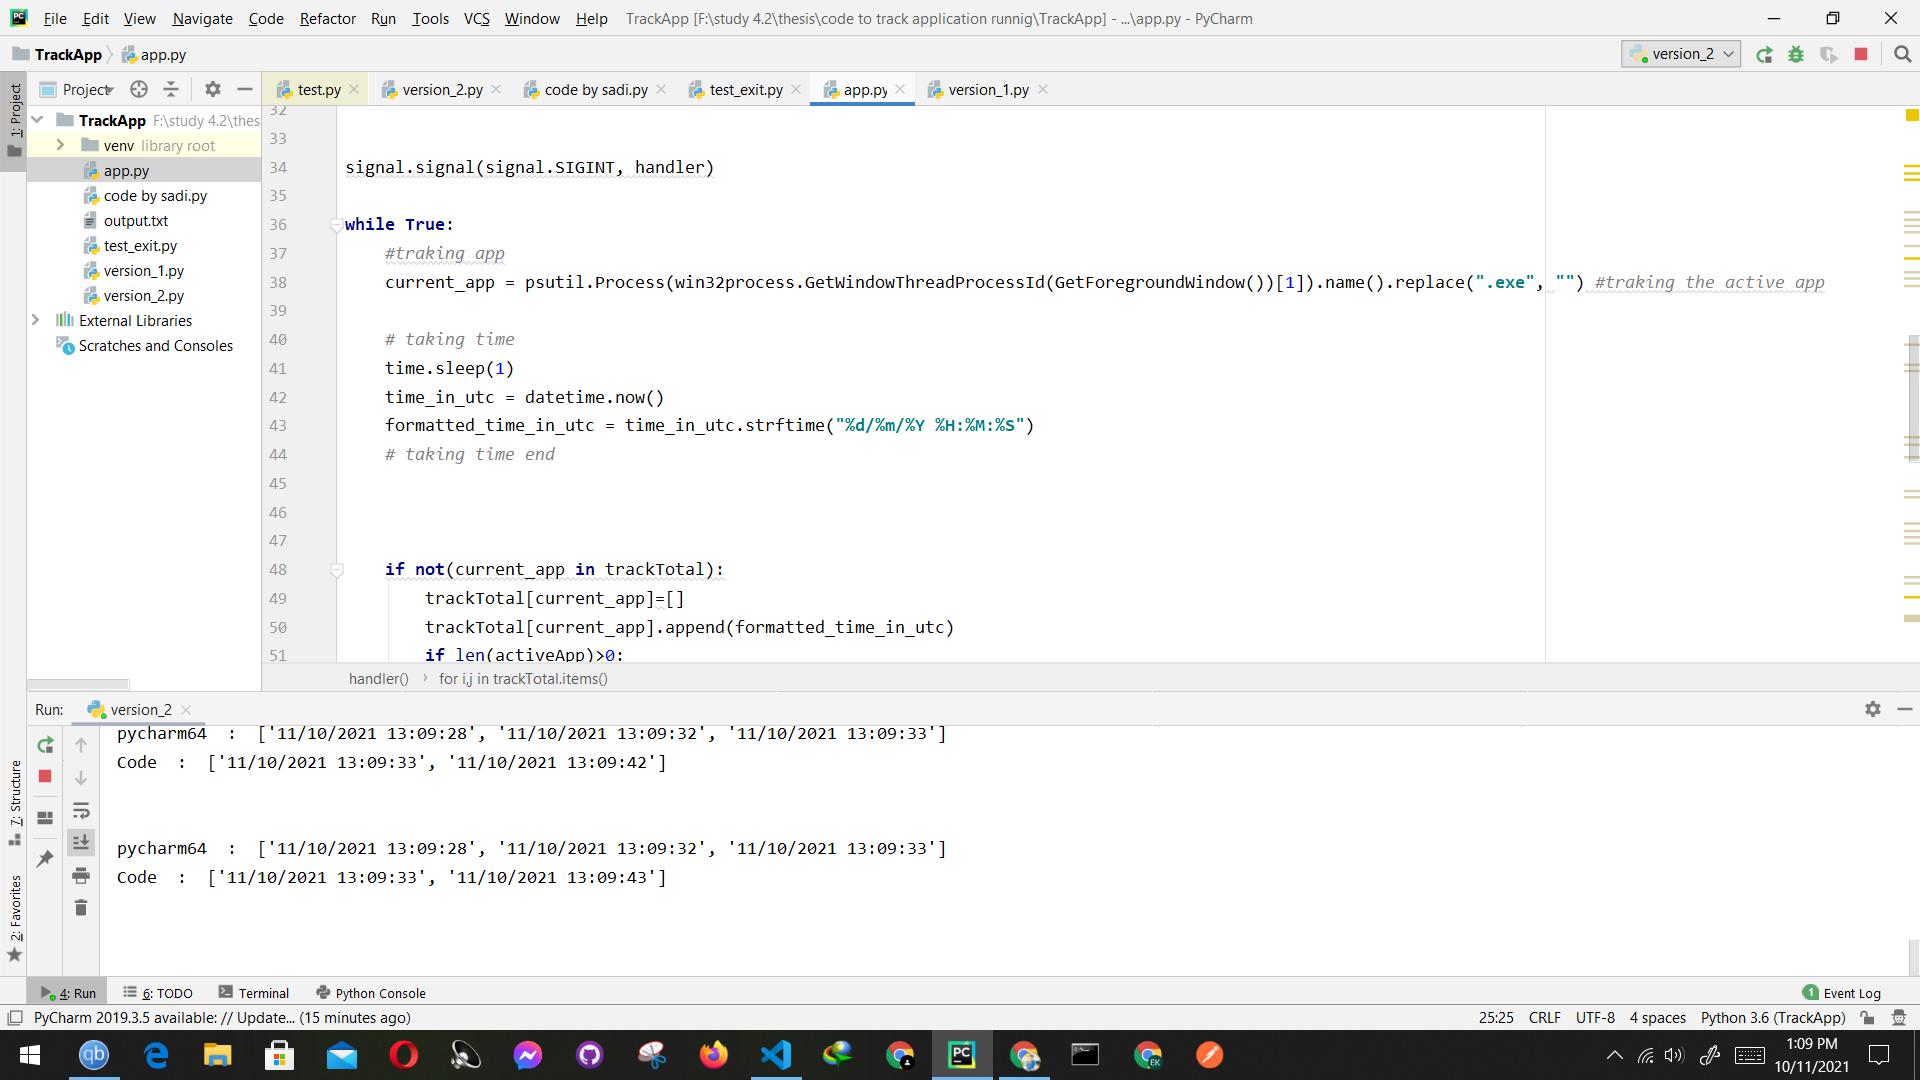 File Edit View Navigate Code Refactor Run Tools VCS Window Help TrackApp [F:\study 4.2\thesis\code to track application runnig\TrackApp] - ...\app.py - PyCharm
TrackApp app.py version_2
Project test.py version_2.py code by sadi.py test_exit.py app.py version_1.py
1: Project
TrackApp F:\study 4.2\thes
venv library root
app.py
code by sadi.py
output.txt
test_exit.py
version_1.py
version_2.py
External Libraries
Scratches and Consoles
32
33
34 signal.signal(signal.SIGINT, handler)
35
36 while True:
37 #traking app
38 current_app = psutil.Process(win32process.GetWindowThreadProcessId(GetForegroundWindow())[1]).name().replace(".exe", "") #traking the active app
39
40 # taking time
41 time.sleep(1)
42 time_in_utc = datetime.now()
43 formatted_time_in_utc = time_in_utc.strftime("%d/%m/%Y %H:%M:%S")
44 # taking time end
45
46
47
48 if not(current_app in trackTotal):
49 trackTotal[current_app]=[]
50 trackTotal[current_app].append(formatted_time_in_utc)
51 if len(activeApp)>0:
handler() for i,j in trackTotal.items()
Run: version_2
pycharm64 : ['11/10/2021 13:09:28', '11/10/2021 13:09:32', '11/10/2021 13:09:33']
Code : ['11/10/2021 13:09:33', '11/10/2021 13:09:42']
pycharm64 : ['11/10/2021 13:09:28', '11/10/2021 13:09:32', '11/10/2021 13:09:33']
Code : ['11/10/2021 13:09:33', '11/10/2021 13:09:43']
7: Structure
2: Favorites
4: Run 6: TODO Terminal Python Console 1 Event Log
PyCharm 2019.3.5 available: // Update... (15 minutes ago) 25:25 CRLF UTF-8 4 spaces Python 3.6 (TrackApp)
qb PC EK
1:09 PM
10/11/2021